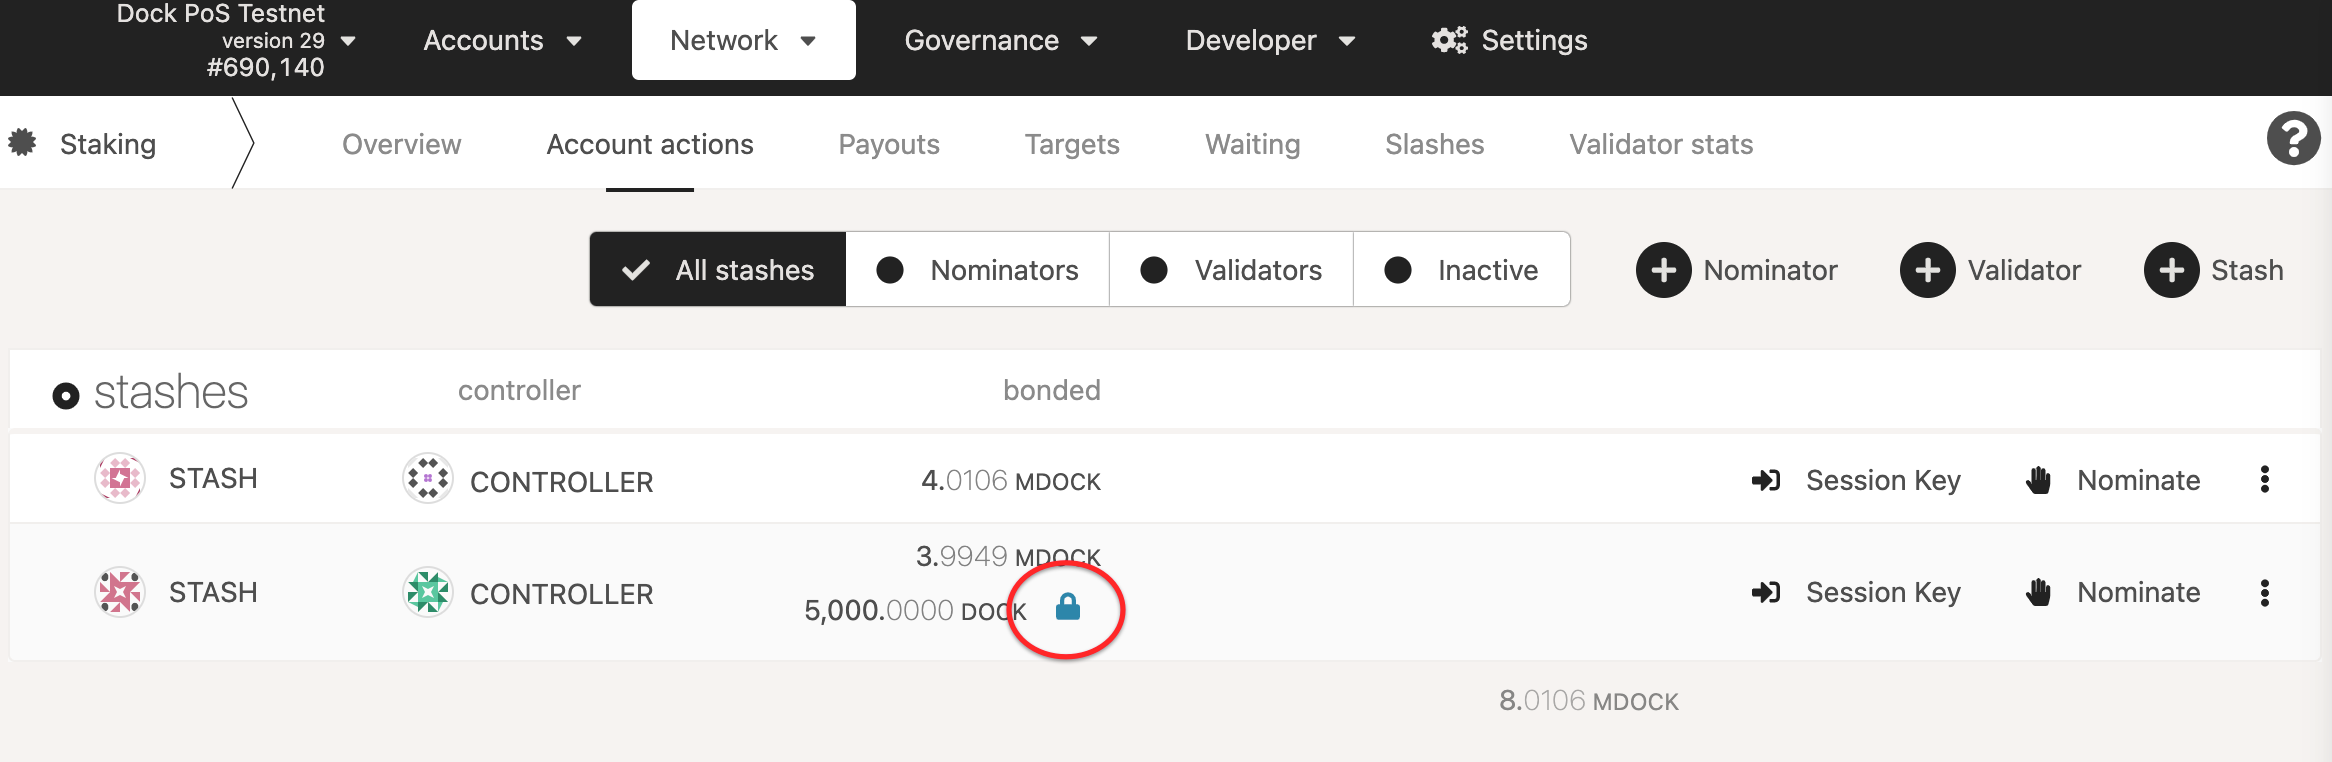 Dock PoS Testnet
version 29
#690,140
Accounts
Network
Governance
Developer
Settings
Staking
Overview
Account actions
Payouts
Targets
Waiting
Slashes
Validator stats
?
All stashes
Nominators
Validators
Inactive
Nominator
Validator
Stash
stashes
controller
bonded
STASH
CONTROLLER
4.0106 MDOCK
Session Key
Nominate
3.9949 MDOCK
STASH
CONTROLLER
5,000.0000 DOCK
Session Key
Nominate
8.0106 MDOCK